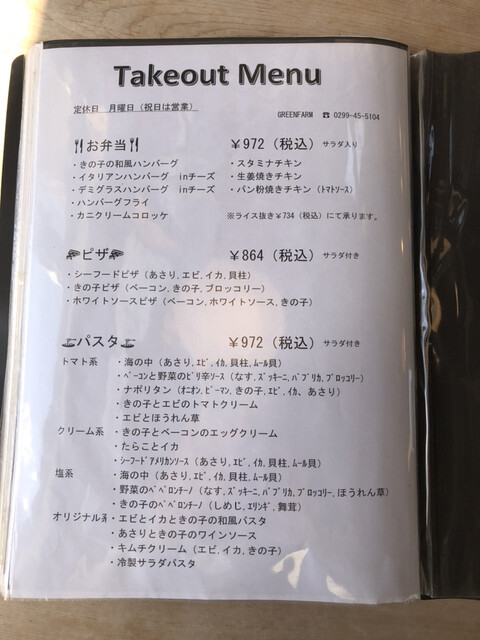 Takeout Menu
定休日 月曜日（祝日は営業）
GREENFARM ☎ 0299-45-5104
お弁当 ￥972（税込）サラダ入り
・きの子の和風ハンバーグ ・スタミナチキン
・イタリアンハンバーグ inチーズ ・生姜焼きチキン
・デミグラスハンバーグ inチーズ ・パン粉焼きチキン（トマトソース）
・ハンバーグフライ
・カニクリームコロッケ ※ライス抜き￥734（税込）にて承ります。
ピザ ￥864（税込）サラダ付き
・シーフードピザ（あさり,エビ,イカ,貝柱）
・きの子ピザ（ベーコン,きの子,ブロッコリー）
・ホワイトソースピザ（ベーコン,ホワイトソース,きの子）
パスタ ￥972（税込）サラダ付き
トマト系 ・海の中（あさり,エビ,イカ,貝柱,ムール貝）
・ベーコンと野菜のピリ辛ソース（なす,ズッキーニ,パプリカ,ブロッコリー）
・ナポリタン（オニオン,ピーマン,きの子,エビ,イカ、あさり）
・きの子とエビのトマトクリーム
・エビとほうれん草
クリーム系 ・きの子とベーコンのエッグクリーム
・たらことイカ
・シーフードアメリカンソース（あさり,エビ,イカ,貝柱,ムール貝）
塩系 ・海の中（あさり,エビ,イカ,貝柱,ムール貝）
・野菜のペペロンチーノ（なす,ズッキーニ,パプリカ,ブロッコリー,ほうれん草）
・きの子のペペロンチーノ（しめじ,エリンギ,舞茸）
オリジナル系 ・エビとイカときの子の和風パスタ
・あさりときの子のワインソース
・キムチクリーム（エビ,イカ,きの子）
・冷製サラダパスタ